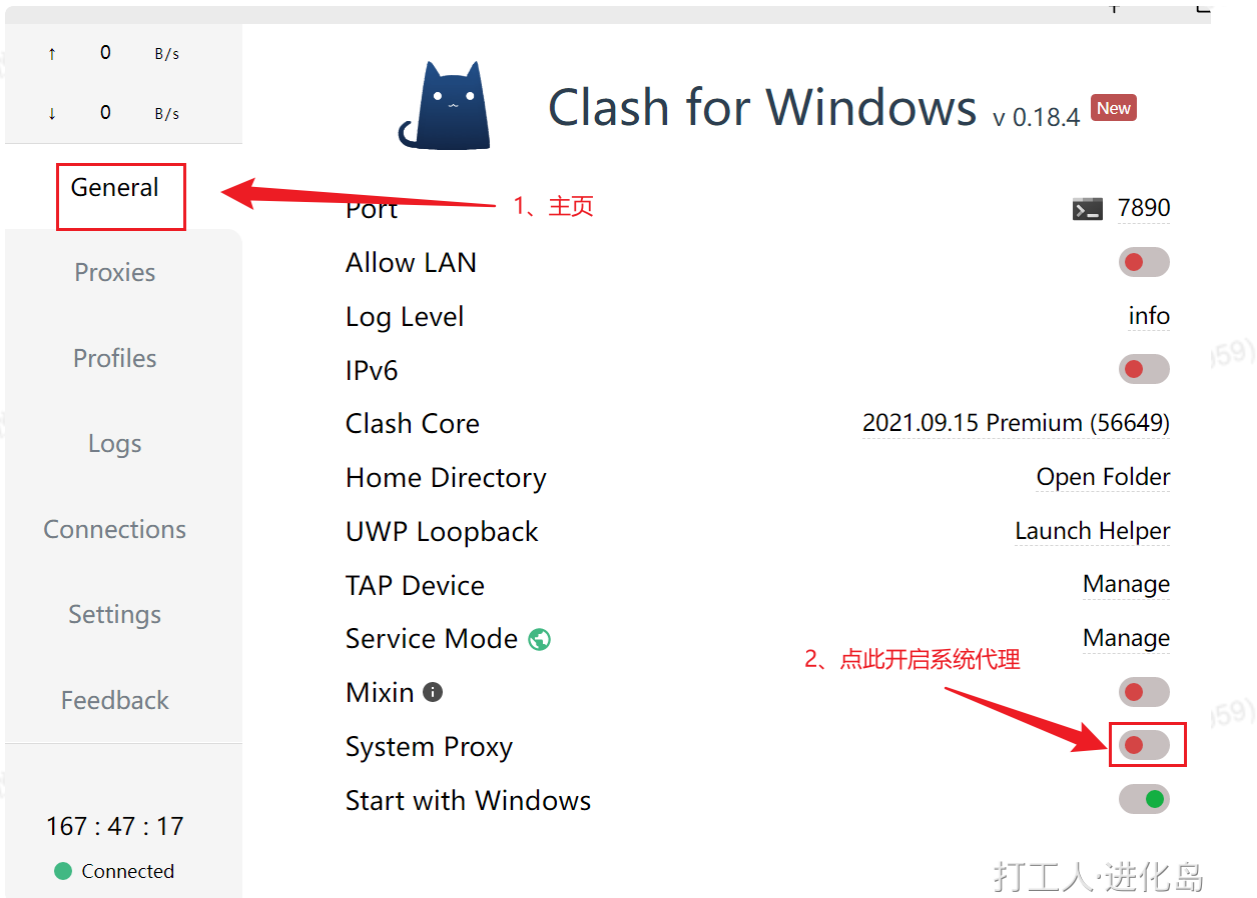 ↑ 0 B/s
↓ 0 B/s
General
Proxies
Profiles
Logs
Connections
Settings
Feedback
167 : 47 : 17
Connected
Clash for Windows v 0.18.4 New
1、主页
Port 7890
Allow LAN
Log Level info
IPv6
Clash Core 2021.09.15 Premium (56649)
Home Directory Open Folder
UWP Loopback Launch Helper
TAP Device Manage
Service Mode Manage
2、点此开启系统代理
Mixin
System Proxy
Start with Windows
打工人·进化岛